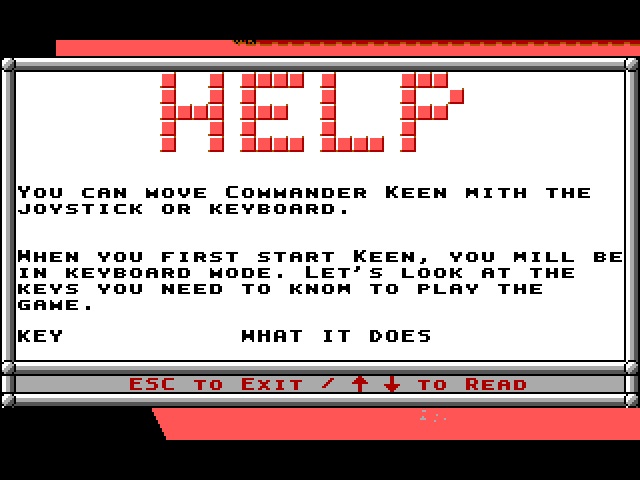 HELP
You can move Commander Keen with the
joystick or keyboard.
When you first start Keen, you will be
in keyboard mode. Let's look at the
keys you need to know to play the
game.
KEY WHAT IT DOES
ESC to Exit / ↑ ↓ to Read